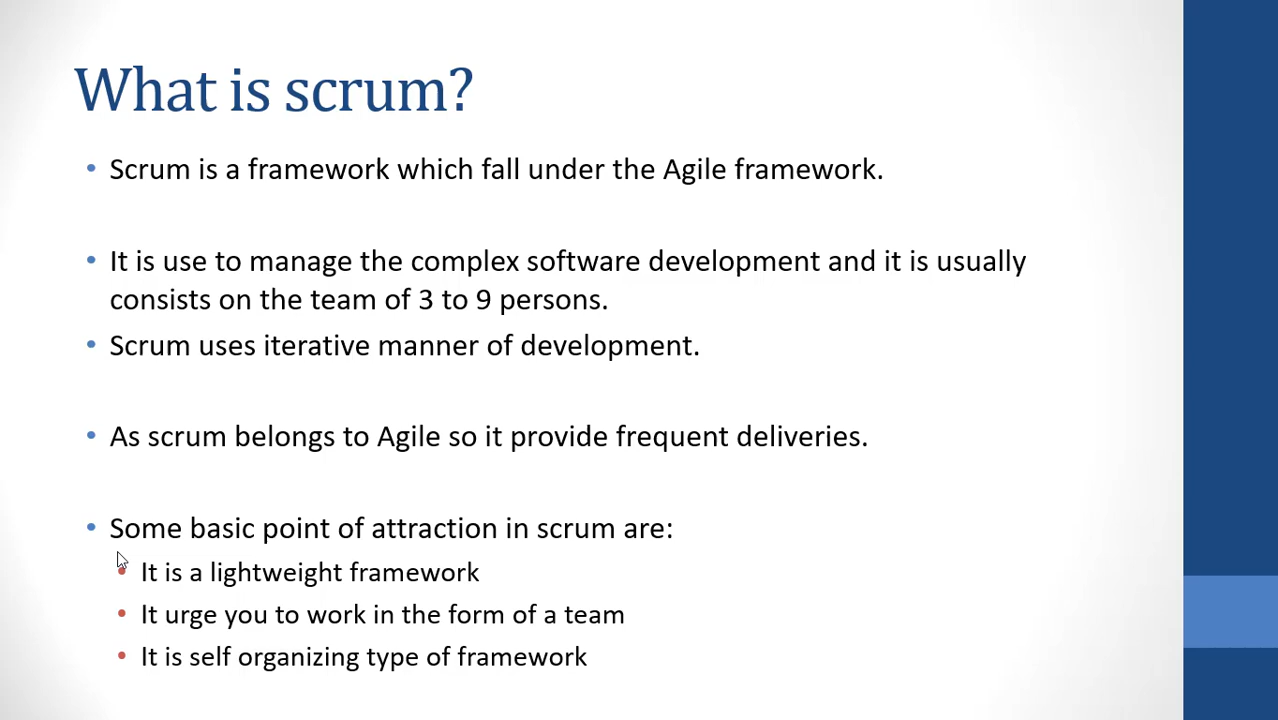 What is scrum?
• Scrum is a framework which fall under the Agile framework.
• It is use to manage the complex software development and it is usually
consists on the team of 3 to 9 persons.
• Scrum uses iterative manner of development.
• As scrum belongs to Agile so it provide frequent deliveries.
• Some basic point of attraction in scrum are:
• It is a lightweight framework
• It urge you to work in the form of a team
• It is self organizing type of framework